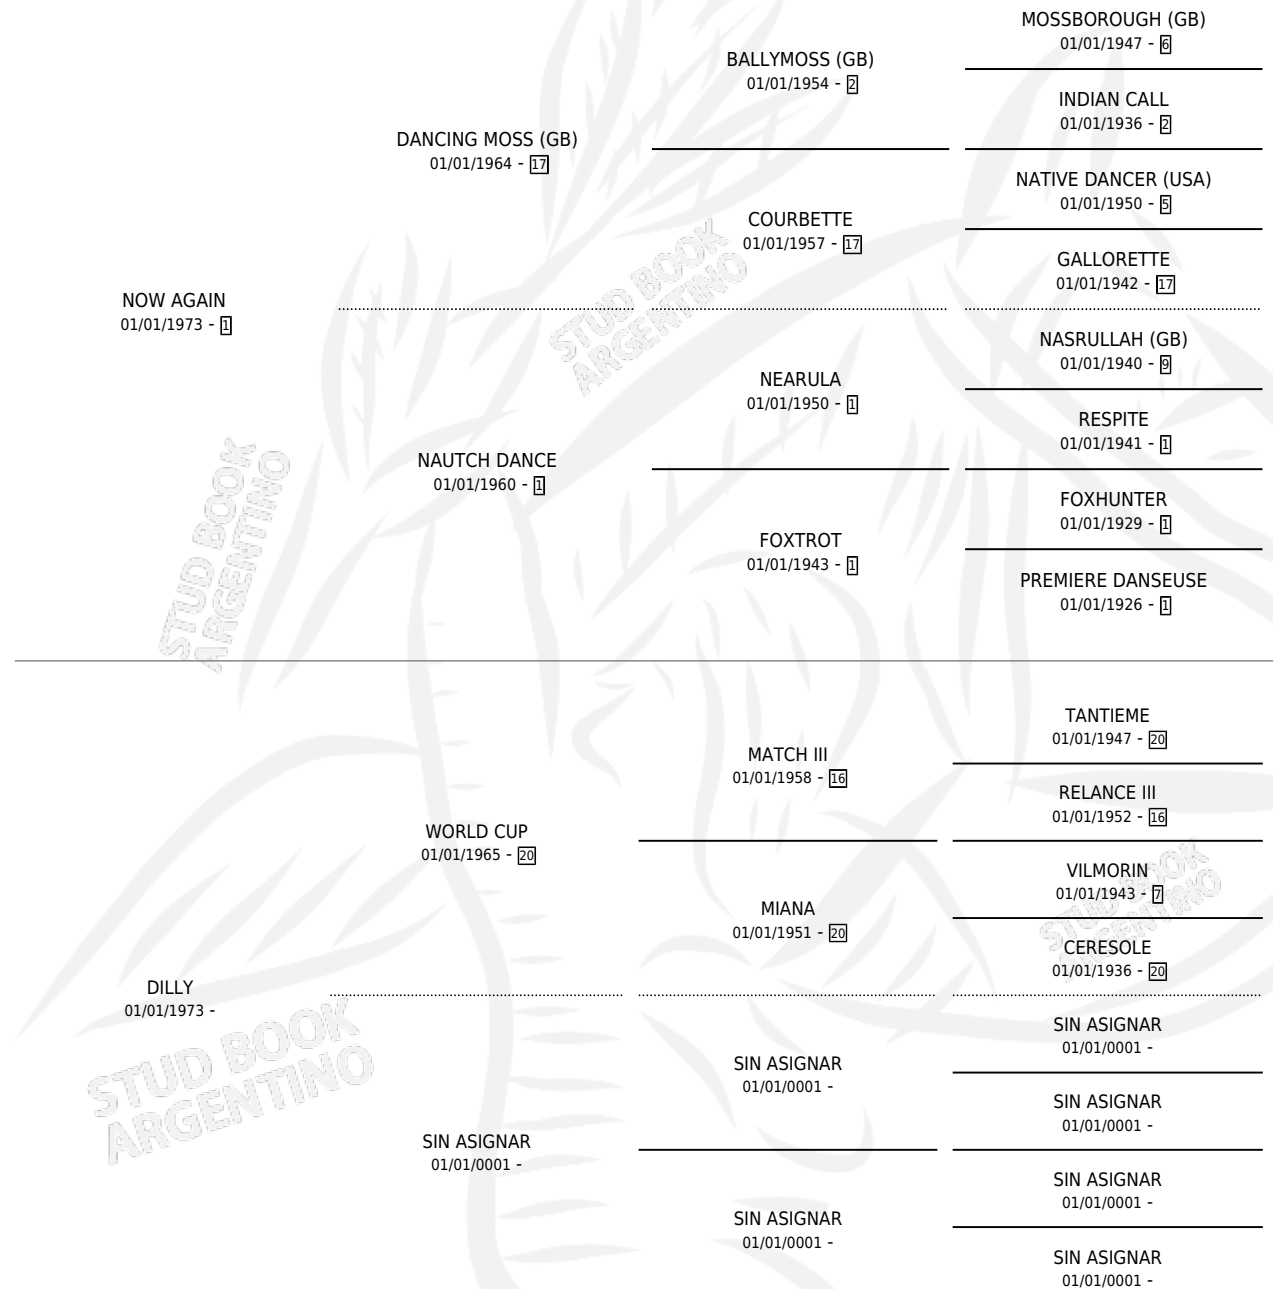 MOSSBOROUGH (GB)
01/01/1947 - 6
BALLYMOSS (GB)
01/01/1954 - 2
INDIAN CALL
01/01/1936 - 2
DANCING MOSS (GB)
01/01/1964 - 17
NATIVE DANCER (USA)
01/01/1950 - 5
COURBETTE
01/01/1957 - 17
GALLORETTE
01/01/1942 - 17
NOW AGAIN
01/01/1973 - 1
NASRULLAH (GB)
01/01/1940 - 9
NEARULA
01/01/1950 - 1
RESPITE
01/01/1941 - 1
NAUTCH DANCE
01/01/1960 - 1
FOXHUNTER
01/01/1929 - 1
FOXTROT
01/01/1943 - 1
PREMIERE DANSEUSE
01/01/1926 - 1
STUD BOOK
ARGENTINO
STUD BOOK
ARGENTINO
TANTIEME
01/01/1947 - 20
MATCH III
01/01/1958 - 16
RELANCE III
01/01/1952 - 16
WORLD CUP
01/01/1965 - 20
VILMORIN
01/01/1943 - 7
MIANA
01/01/1951 - 20
CERESOLE
01/01/1936 - 20
STUD BOOK
ARGENTINO
DILLY
01/01/1973 -
SIN ASIGNAR
01/01/0001 -
SIN ASIGNAR
01/01/0001 -
SIN ASIGNAR
01/01/0001 -
SIN ASIGNAR
01/01/0001 -
SIN ASIGNAR
01/01/0001 -
SIN ASIGNAR
01/01/0001 -
SIN ASIGNAR
01/01/0001 -
STUD BOOK
ARGENTINO